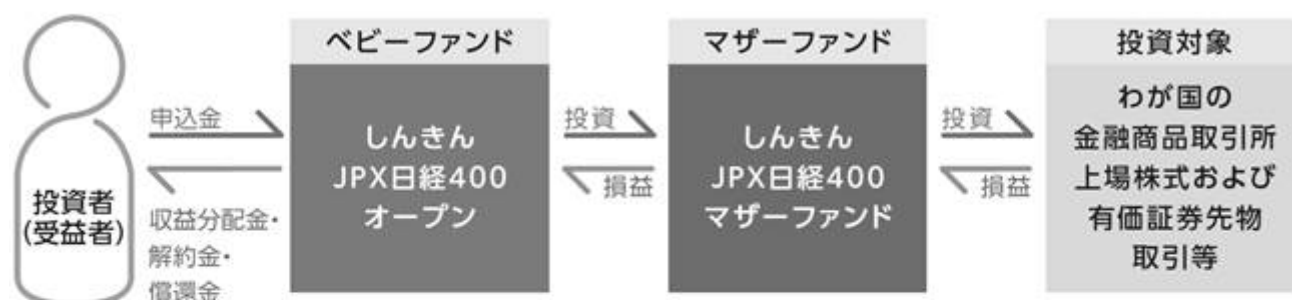 投資者
(受益者)
申込金
収益分配金・
解約金・
償還金
ベビーファンド
しんきん
JPX日経400
オープン
投資
損益
マザーファンド
しんきん
JPX日経400
マザーファンド
投資
損益
投資対象
わが国の
金融商品取引所
上場株式および
有価証券先物
取引等